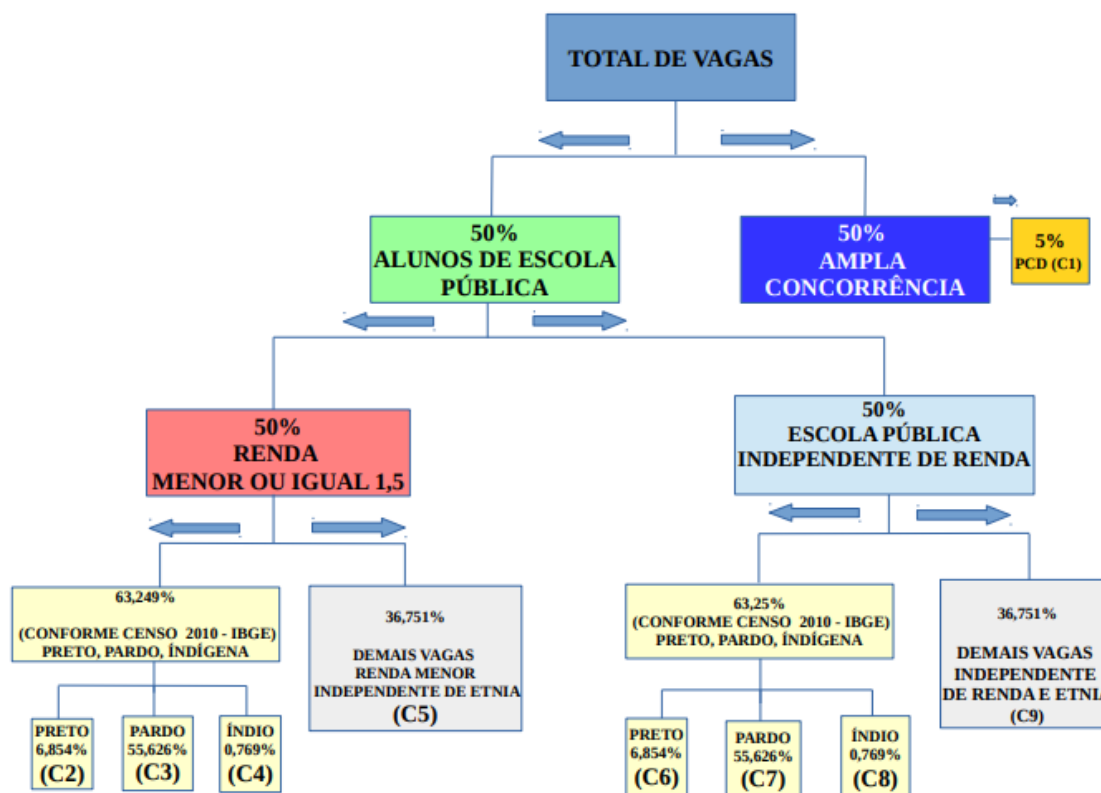 TOTAL DE VAGAS
50%
ALUNOS DE ESCOLA
PÚBLICA
50%
AMPLA
CONCORRÊNCIA
5%
PCD (C1)
50%
RENDA
MENOR OU IGUAL 1,5
50%
ESCOLA PÚBLICA
INDEPENDENTE DE RENDA
63,249%
(CONFORME CENSO 2010 - IBGE)
PRETO, PARDO, ÍNDÍGENA
36,751%
DEMAIS VAGAS
RENDA MENOR
INDEPENDENTE DE ETNIA
(C5)
63,25%
(CONFORME CENSO 2010 - IBGE)
PRETO, PARDO, ÍNDÍGENA
36,751%
DEMAIS VAGAS
INDEPENDENTE
DE RENDA E ETNIA
(C9)
PRETO
6,854%
(C2)
PARDO
55,626%
(C3)
ÍNDIO
0,769%
(C4)
PRETO
6,854%
(C6)
PARDO
55,626%
(C7)
ÍNDIO
0,769%
(C8)